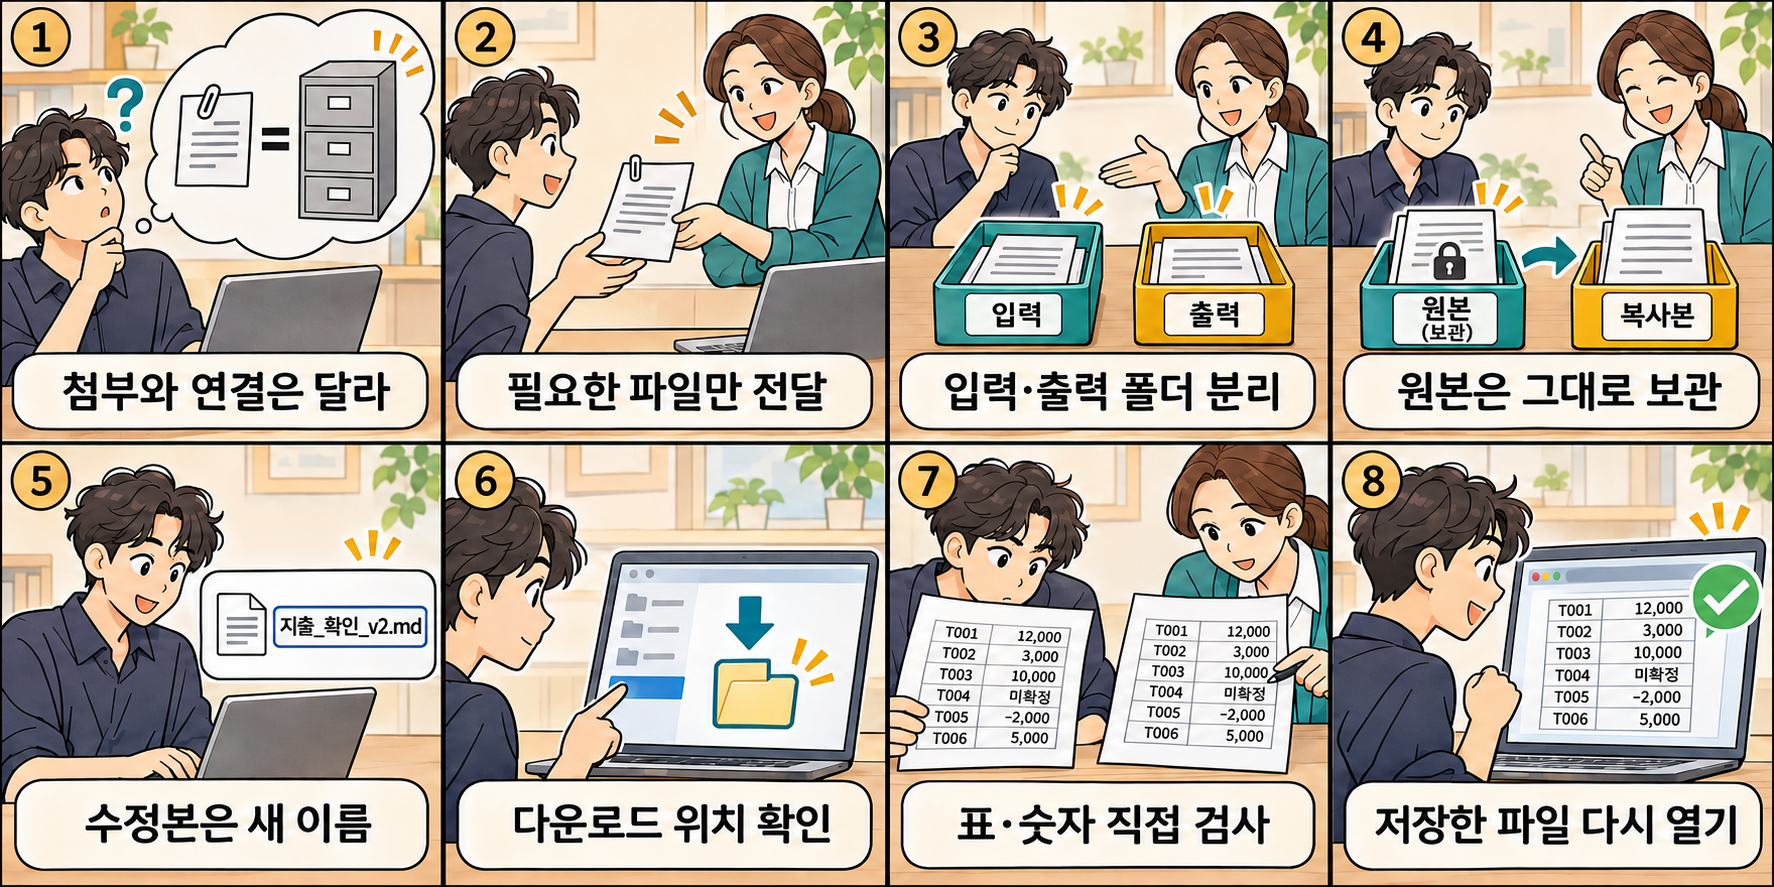 1
?
=
첨부와 연결은 달라
2
필요한 파일만 전달
3
입력
출력
입력·출력 폴더 분리
4
원본
(보관)
복사본
원본은 그대로 보관
5
지출_확인_v2.md
수정본은 새 이름
6
다운로드 위치 확인
7
T001 12,000
T002 3,000
T003 10,000
T004 미확정
T005 -2,000
T006 5,000
T001 12,000
T002 3,000
T003 10,000
T004 미확정
T005 -2,000
T006 5,000
표·숫자 직접 검사
8
T001 12,000
T002 3,000
T003 10,000
T004 미확정
T005 -2,000
T006 5,000
저장한 파일 다시 열기